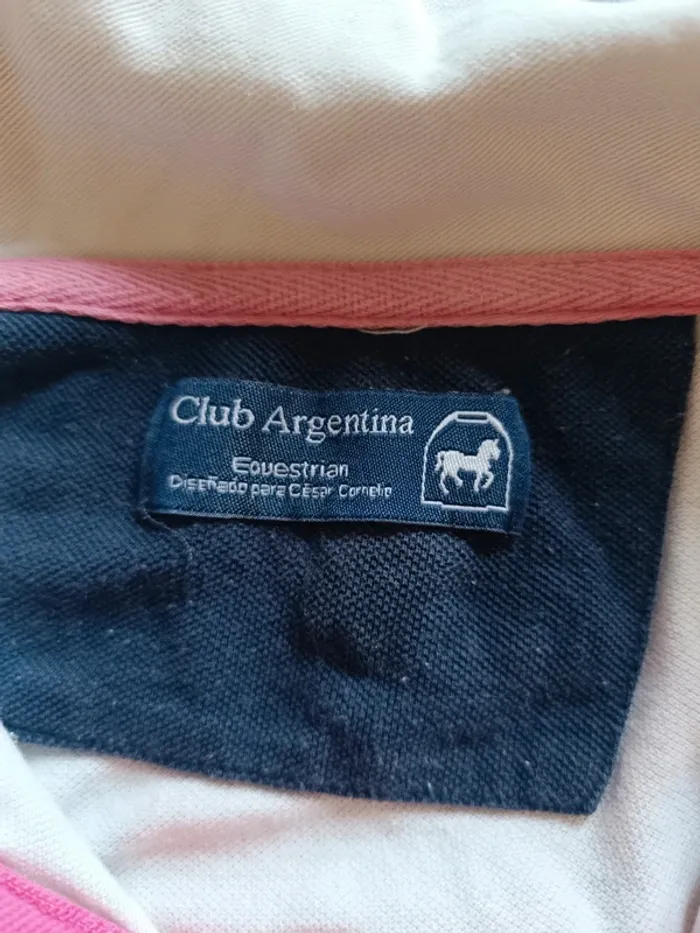 Club Argentina
Equestrian
Diseñado para César Cornelio